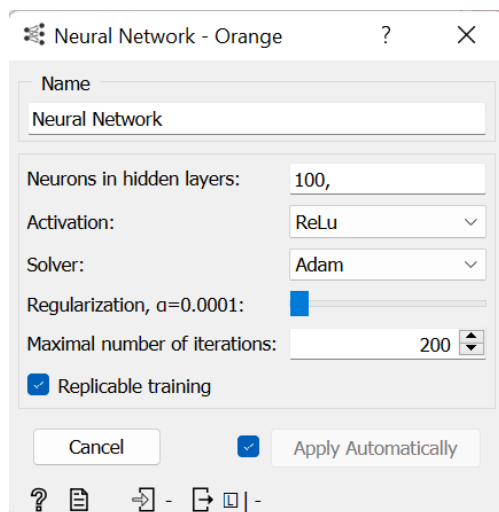 Neural Network - Orange ? ×
Name
Neural Network
Neurons in hidden layers: 100,
Activation: ReLu
Solver: Adam
Regularization, α=0.0001:
Maximal number of iterations: 200
Replicable training
Cancel Apply Automatically
? - L | -